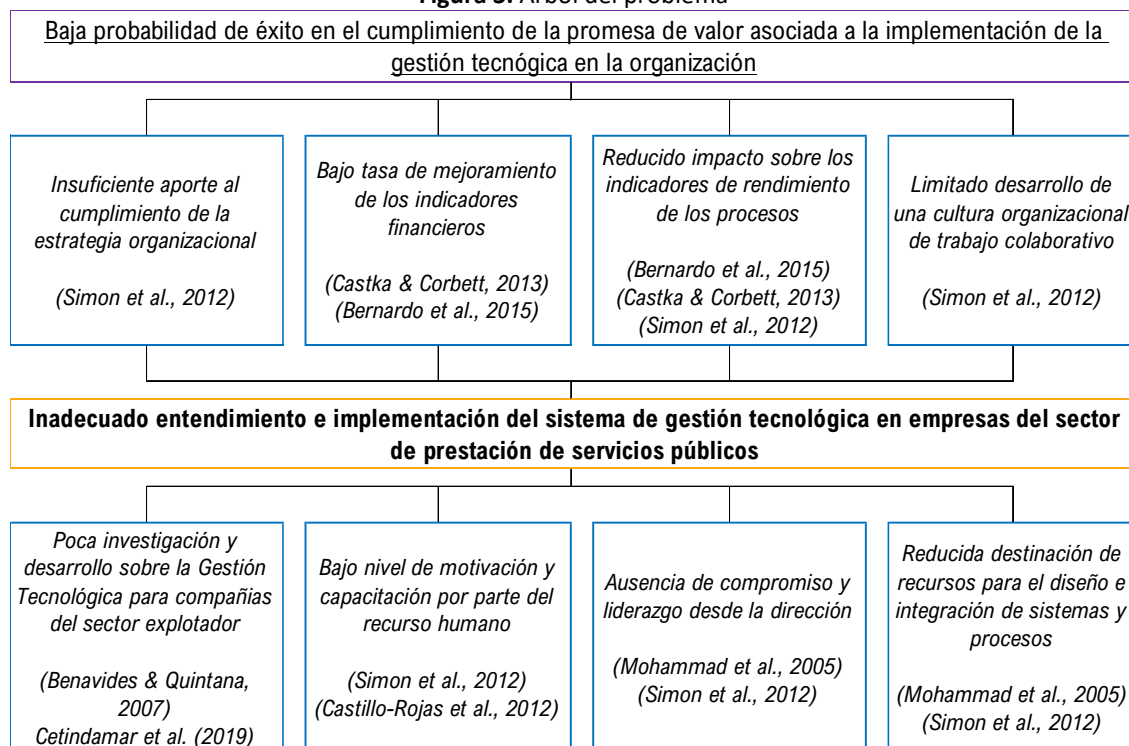 Figura 3. Árbol del problema
Baja probabilidad de éxito en el cumplimiento de la promesa de valor asociada a la implementación de la
gestión tecnógica en la organización
Insuficiente aporte al
cumplimiento de la
estrategia organizacional
(Simon et al., 2012)
Bajo tasa de mejoramiento
de los indicadores
financieros
(Castka & Corbett, 2013)
(Bernardo et al., 2015)
Reducido impacto sobre los
indicadores de rendimiento
de los procesos
(Bernardo et al., 2015)
(Castka & Corbett, 2013)
(Simon et al., 2012)
Limitado desarrollo de
una cultura organizacional
de trabajo colaborativo
(Simon et al., 2012)
Inadecuado entendimiento e implementación del sistema de gestión tecnológica en empresas del sector
de prestación de servicios públicos
Poca investigación y
desarrollo sobre la Gestión
Tecnológica para compañias
del sector explotador
(Benavides & Quintana,
2007)
Cetindamar et al. (2019)
Bajo nivel de motivación y
capacitación por parte del
recurso humano
(Simon et al., 2012)
(Castillo-Rojas et al., 2012)
Ausencia de compromiso y
liderazgo desde la dirección
(Mohammad et al., 2005)
(Simon et al., 2012)
Reducida destinación de
recursos para el diseño e
integración de sistemas y
procesos
(Mohammad et al., 2005)
(Simon et al., 2012)